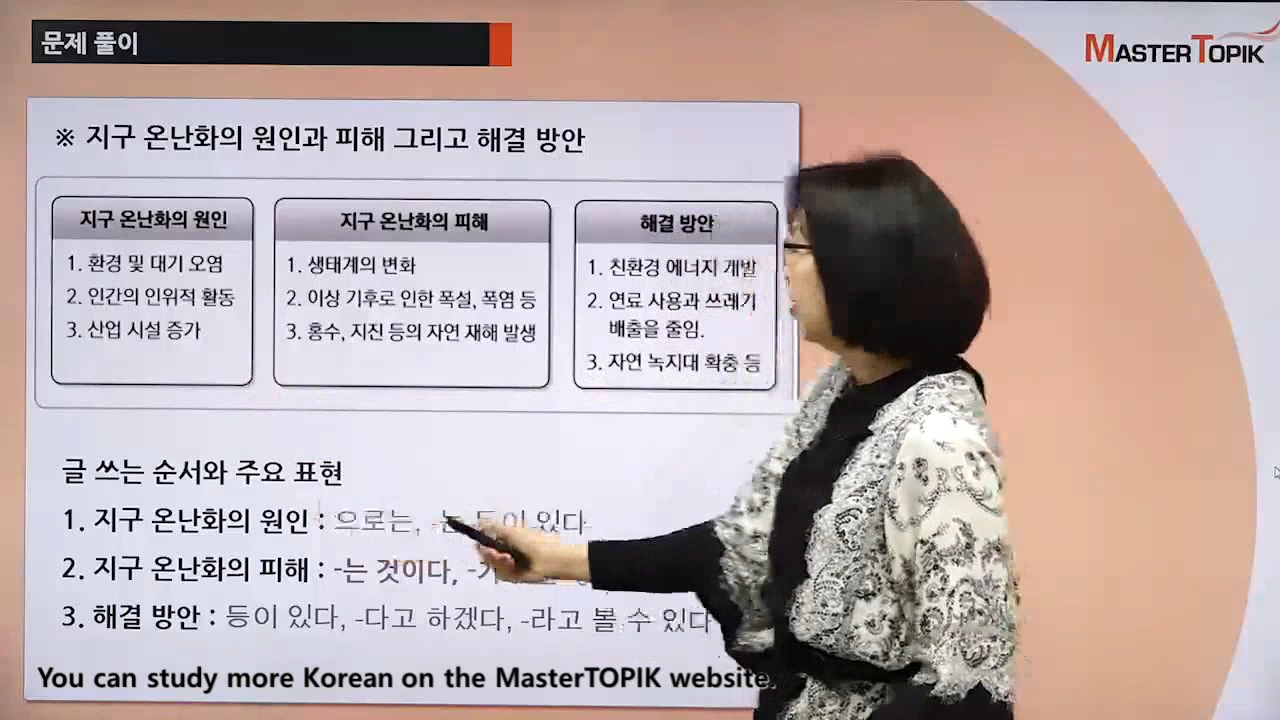 문제 풀이
MASTER TOPIK
※ 지구 온난화의 원인과 피해 그리고 해결 방안
지구 온난화의 원인
1. 환경 및 대기 오염
2. 인간의 인위적 활동
3. 산업 시설 증가
지구 온난화의 피해
1. 생태계의 변화
2. 이상 기후로 인한 폭설, 폭염 등
3. 홍수, 지진 등의 자연 재해 발생
해결 방안
1. 친환경 에너지 개발
2. 연료 사용과 쓰레기
배출을 줄임.
3. 자연 녹지대 확충 등
글 쓰는 순서와 주요 표현
1. 지구 온난화의 원인 : 으로는, 등이 있다
2. 지구 온난화의 피해 : -는 것이다,
3. 해결 방안 : 등이 있다, -다고 하겠다, -라고 볼 수 있다
You can study more Korean on the MasterTOPIK website.